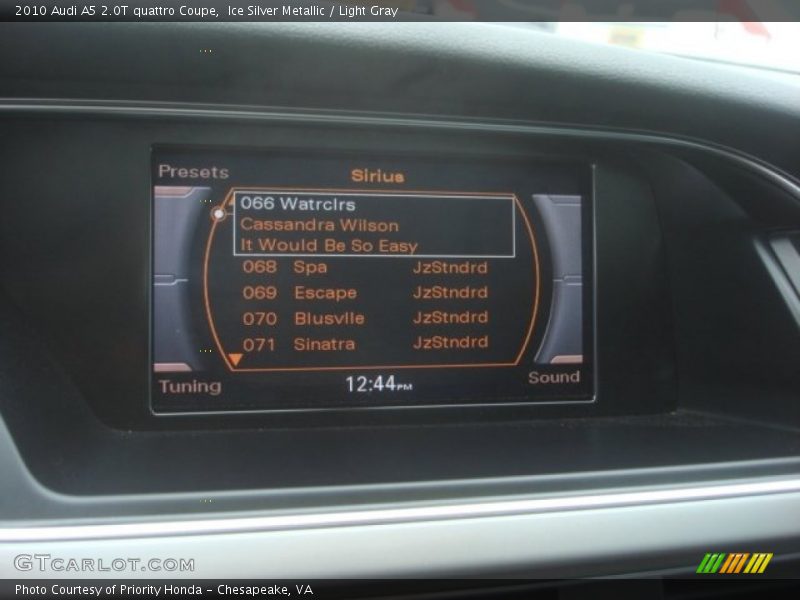 2010 Audi A5 2.0T quattro Coupe,  Ice Silver Metallic / Light Gray
Presets
Sirius
066 Watrclrs
Cassandra Wilson
It Would Be So Easy
068 Spa JzStndrd
069 Escape JzStndrd
070 Blusvlle JzStndrd
071 Sinatra JzStndrd
Tuning
12:44PM
Sound
GTCARLOT.COM
Photo Courtesy of Priority Honda - Chesapeake, VA